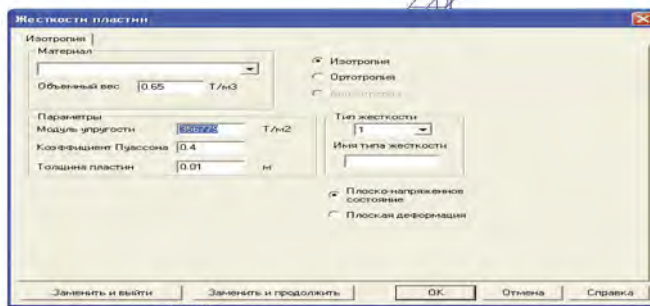 Жесткости пластин
Изотропия
Материал
Объемный вес 0.65 Т/м3
Изотропия
Ортотропия
Анизотропия
Параметры
Модуль упругости Т/м2
Коэффициент Пуассона 0.4
Толщина пластин 0.01 м
Тип жесткости
1
Имя типа жесткости
Плоско-напряженное состояние
Плоская деформация
Заменить и выйти
Заменить и продолжить
OK
Отмена
Справка